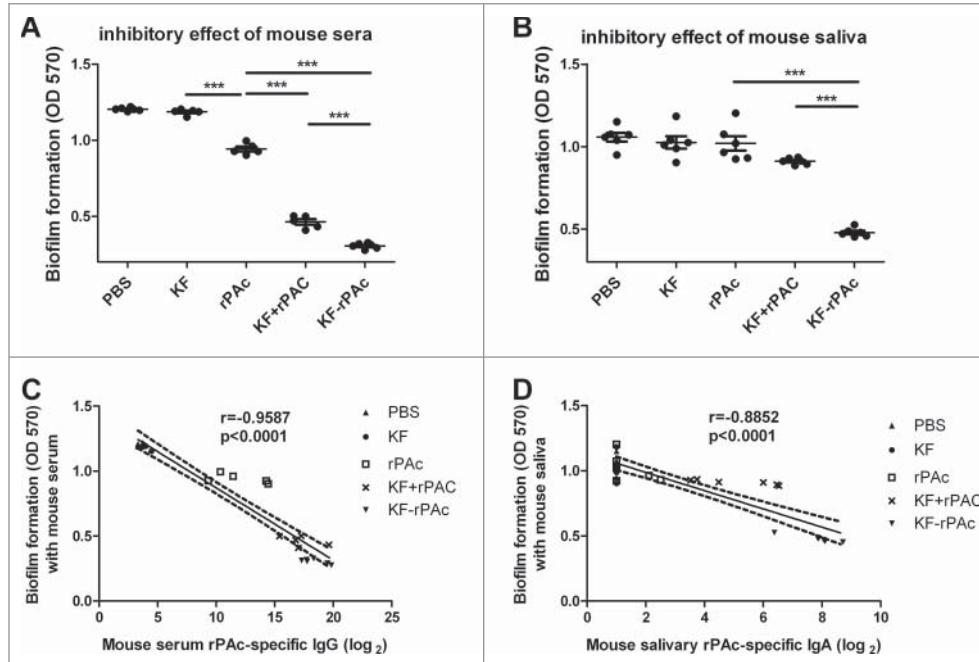 A
inhibitory effect of mouse sera
***
***
***
***
Biofilm formation (OD 570)
1.5
1.0
0.5
PBS
KF
rPAc
KF+rPAC
KF-rPAc
B
inhibitory effect of mouse saliva
***
***
Biofilm formation (OD 570)
1.5
1.0
0.5
PBS
KF
rPAc
KF+rPAC
KF-rPAc
C
r=-0.9587
p<0.0001
PBS
KF
rPAc
KF+rPAC
KF-rPAc
Biofilm formation (OD 570)
with mouse serum
1.5
1.0
0.5
0.0
0 5 10 15 20 25
Mouse serum rPAc-specific IgG (log 2)
D
r=-0.8852
p<0.0001
PBS
KF
rPAc
KF+rPAC
KF-rPAc
Biofilm formation (OD 570)
with mouse saliva
1.5
1.0
0.5
0.0
0 2 4 6 8 10
Mouse salivary rPAc-specific IgA (log 2)